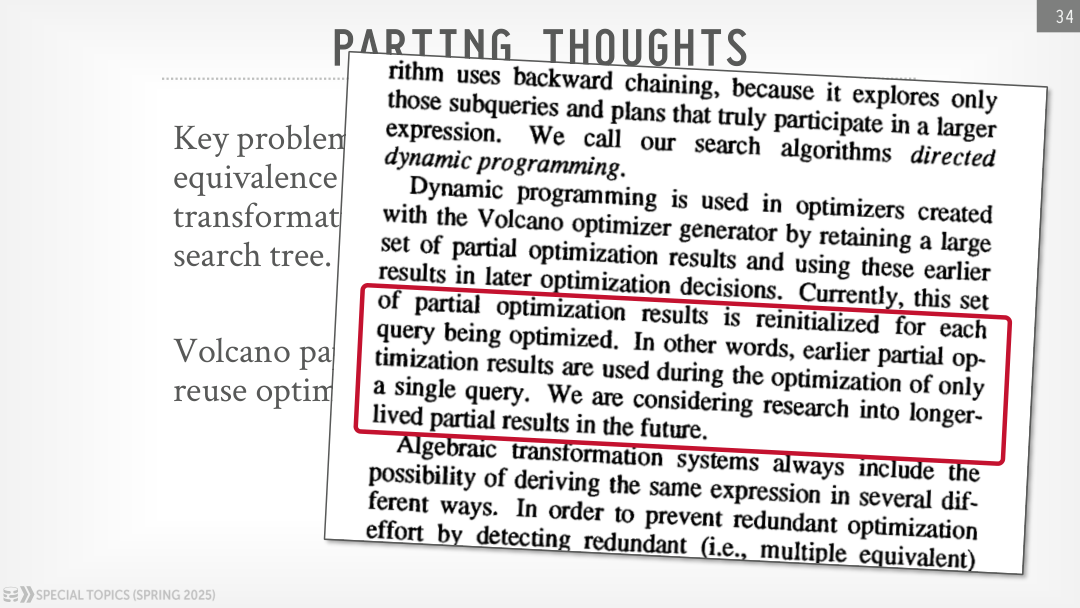 34
PARTING THOUGHTS
Key problem
equivalence
transformat
search tree.
Volcano pa
reuse optim
rithm uses backward chaining, because it explores only
those subqueries and plans that truly participate in a larger
expression. We call our search algorithms directed
dynamic programming.
Dynamic programming is used in optimizers created
with the Volcano optimizer generator by retaining a large
set of partial optimization results and using these earlier
results in later optimization decisions. Currently, this set
of partial optimization results is reinitialized for each
query being optimized. In other words, earlier partial op-
timization results are used during the optimization of only
a single query. We are considering research into longer-
lived partial results in the future.
Algebraic transformation systems always include the
possibility of deriving the same expression in several dif-
ferent ways. In order to prevent redundant optimization
effort by detecting redundant (i.e., multiple equivalent)
SPECIAL TOPICS (SPRING 2025)